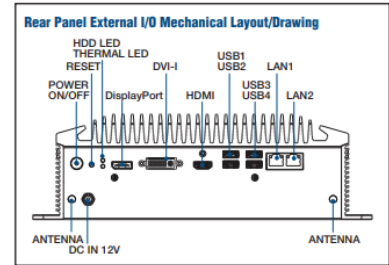 Rear Panel External I/O Mechanical Layout/Drawing
HDD LED
THERMAL LED
RESET
POWER
ON/OFF
DisplayPort
DVI-I
HDMI
USB1
USB2
USB3
USB4
LAN1
LAN2
ANTENNA
DC IN 12V
ANTENNA